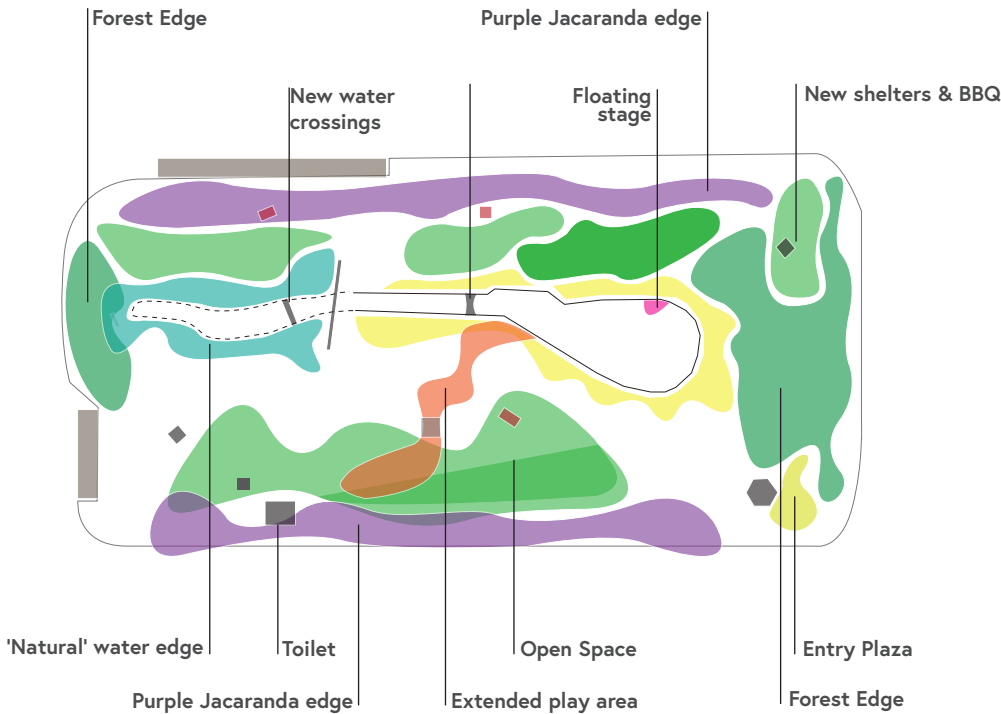 Forest Edge
Purple Jacaranda edge
New water
crossings
Floating
stage
New shelters & BBQ
'Natural' water edge
Toilet
Open Space
Entry Plaza
Purple Jacaranda edge
Extended play area
Forest Edge